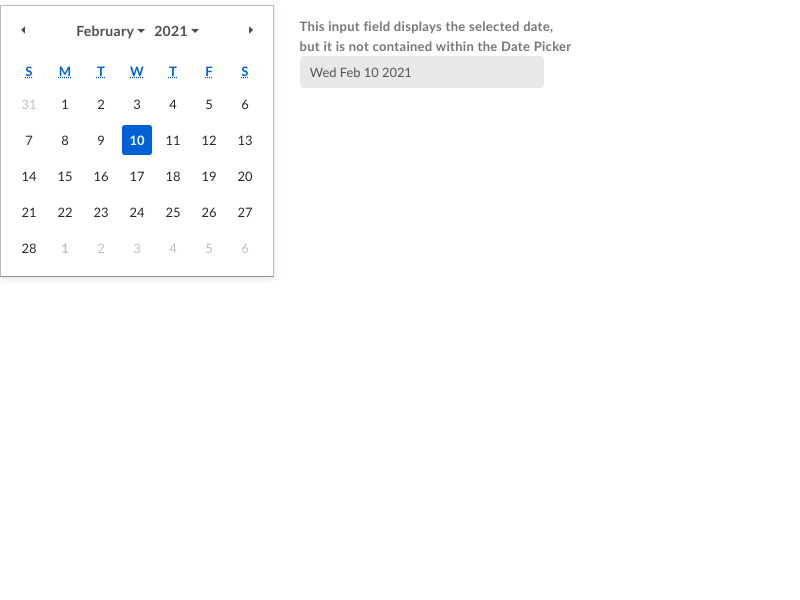 February 2021
S M T W T F S
31 1 2 3 4 5 6
7 8 9 10 11 12 13
14 15 16 17 18 19 20
21 22 23 24 25 26 27
28 1 2 3 4 5 6
This input field displays the selected date,
but it is not contained within the Date Picker
Wed Feb 10 2021